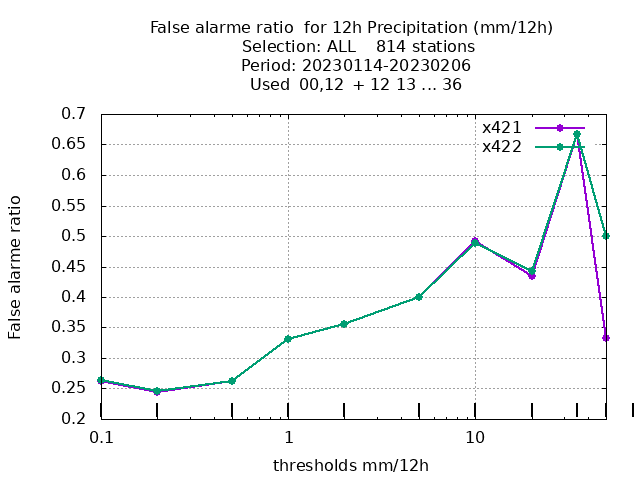 False alarme ratio  for 12h Precipitation (mm/12h)
Selection: ALL    814 stations
Period: 20230114-20230206
Used  00,12  + 12 13 ... 36
0.7
0.65
0.6
0.55
0.5
0.45
0.4
0.35
0.3
0.25
0.2
False alarme ratio
x421
x422
0.1
1
10
thresholds mm/12h